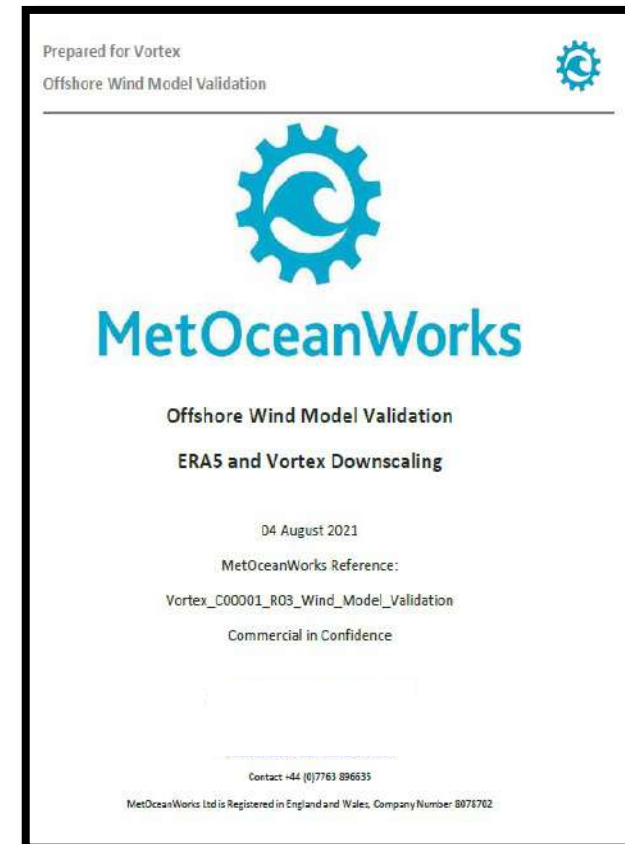 Prepared for Vortex
Offshore Wind Model Validation
MetOceanWorks
Offshore Wind Model Validation
ERA5 and Vortex Downscaling
04 August 2021
MetOceanWorks Reference:
Vortex_C00001_R03_Wind_Model_Validation
Commercial in Confidence
Contact +44 (0)7763 896635
MetOceanWorks Ltd is Registered in England and Wales, Company Number 8078702